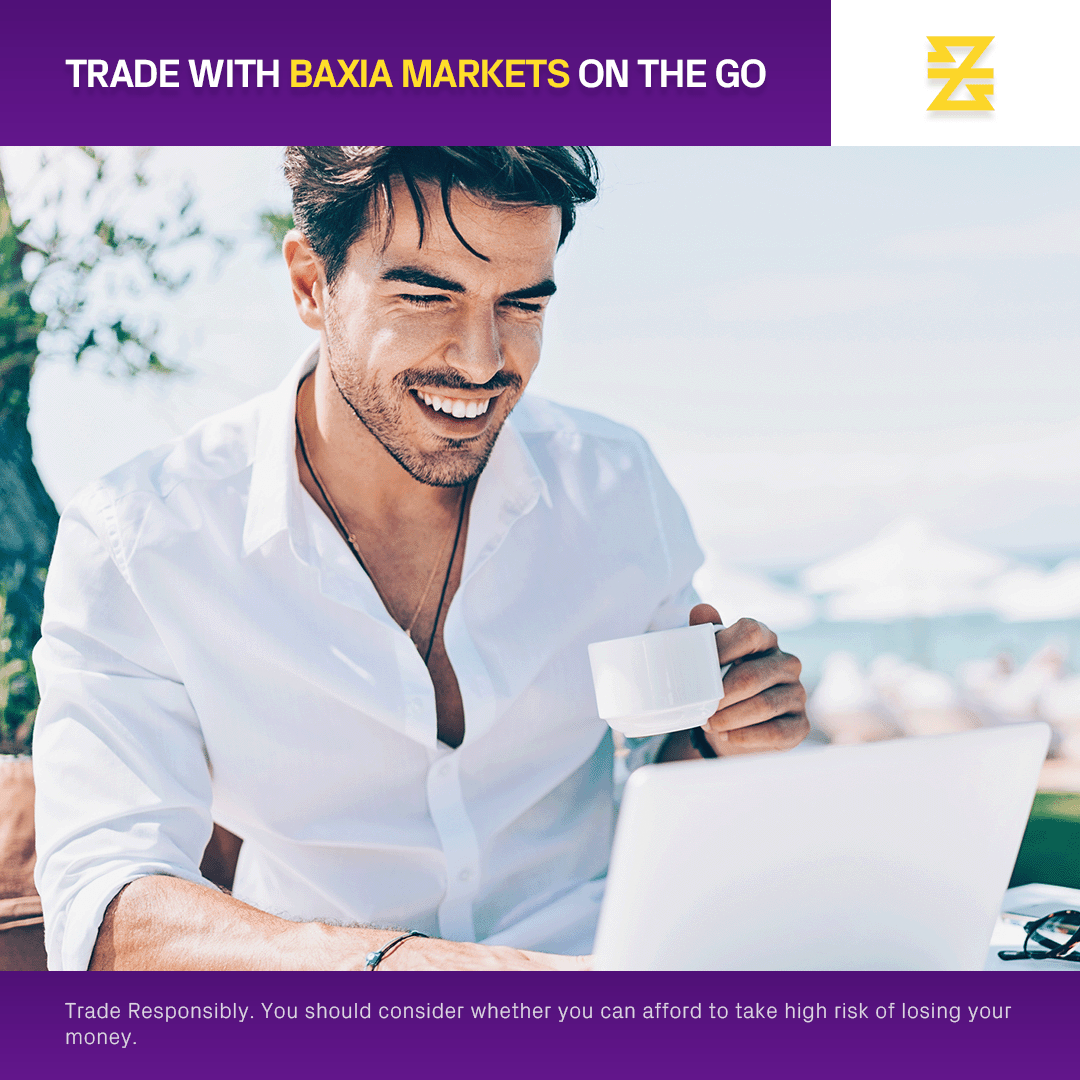 TRADE WITH BAXIA MARKETS ON THE GO
Trade Responsibly. You should consider whether you can afford to take high risk of losing your
money.